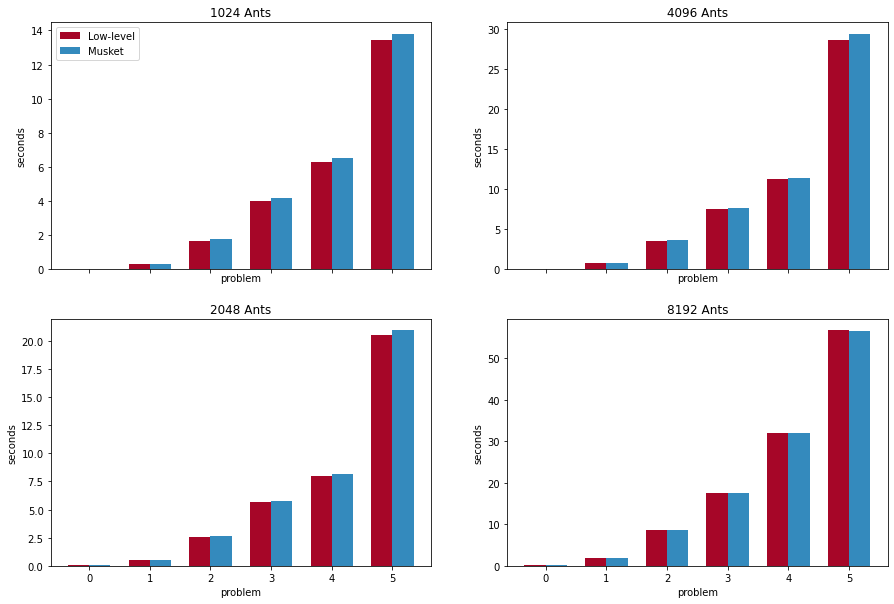 1024 Ants
Low-level
Musket
14
12
10
8
6
4
2
0
seconds
problem
4096 Ants
30
25
20
15
10
5
0
seconds
problem
2048 Ants
20.0
17.5
15.0
12.5
10.0
7.5
5.0
2.5
0.0
seconds
0 1 2 3 4 5
problem
8192 Ants
50
40
30
20
10
0
seconds
0 1 2 3 4 5
problem